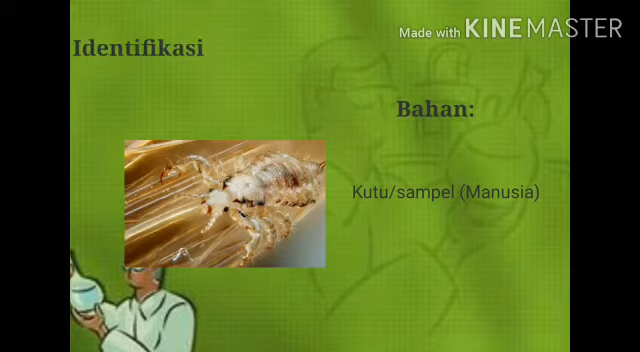 Made with KINEMASTER
Identifikasi
Bahan:
Kutu/sampel (Manusia)